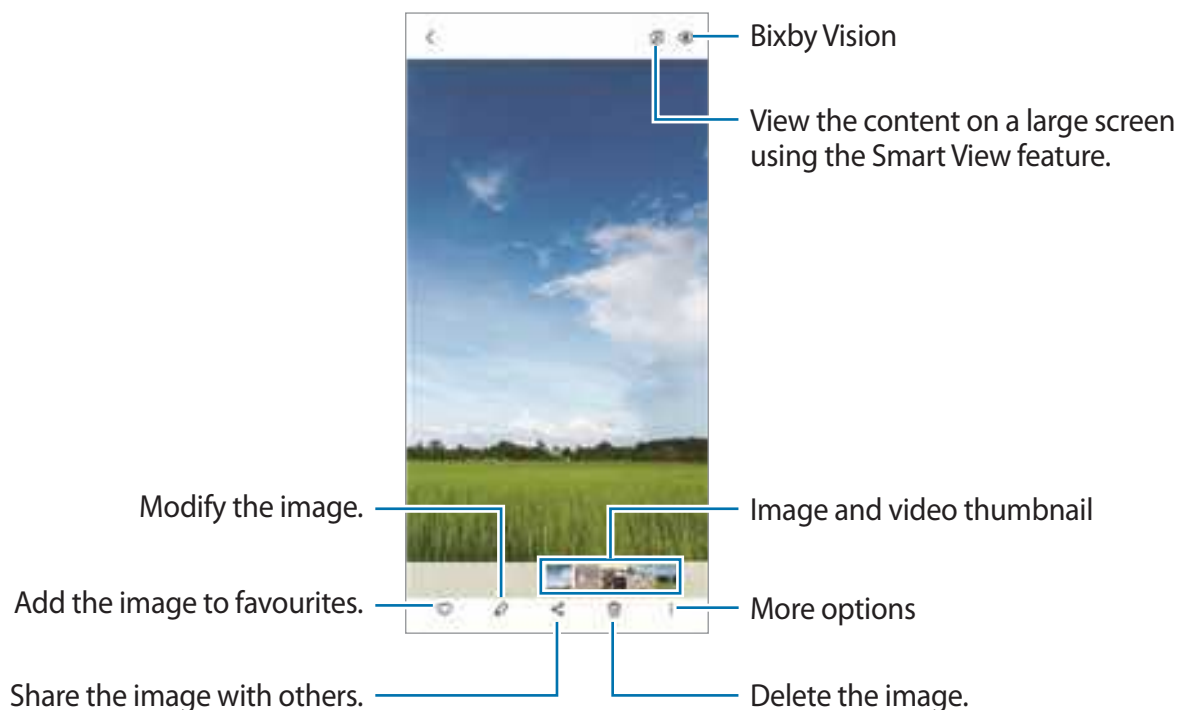 Bixby Vision
View the content on a large screen
using the Smart View feature.
Modify the image.
Image and video thumbnail
Add the image to favourites.
More options
Share the image with others.
Delete the image.